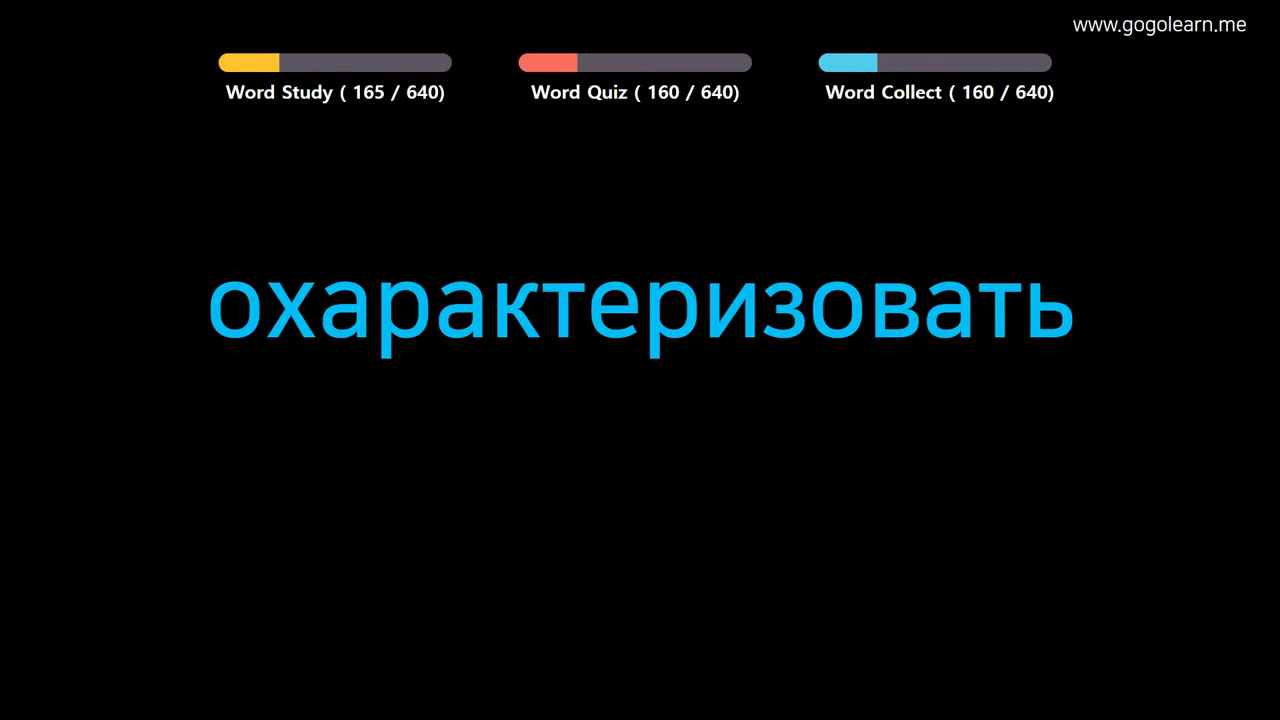 www.gogolearn.me
Word Study ( 165 / 640)
Word Quiz ( 160 / 640)
Word Collect ( 160 / 640)
охарактеризовать